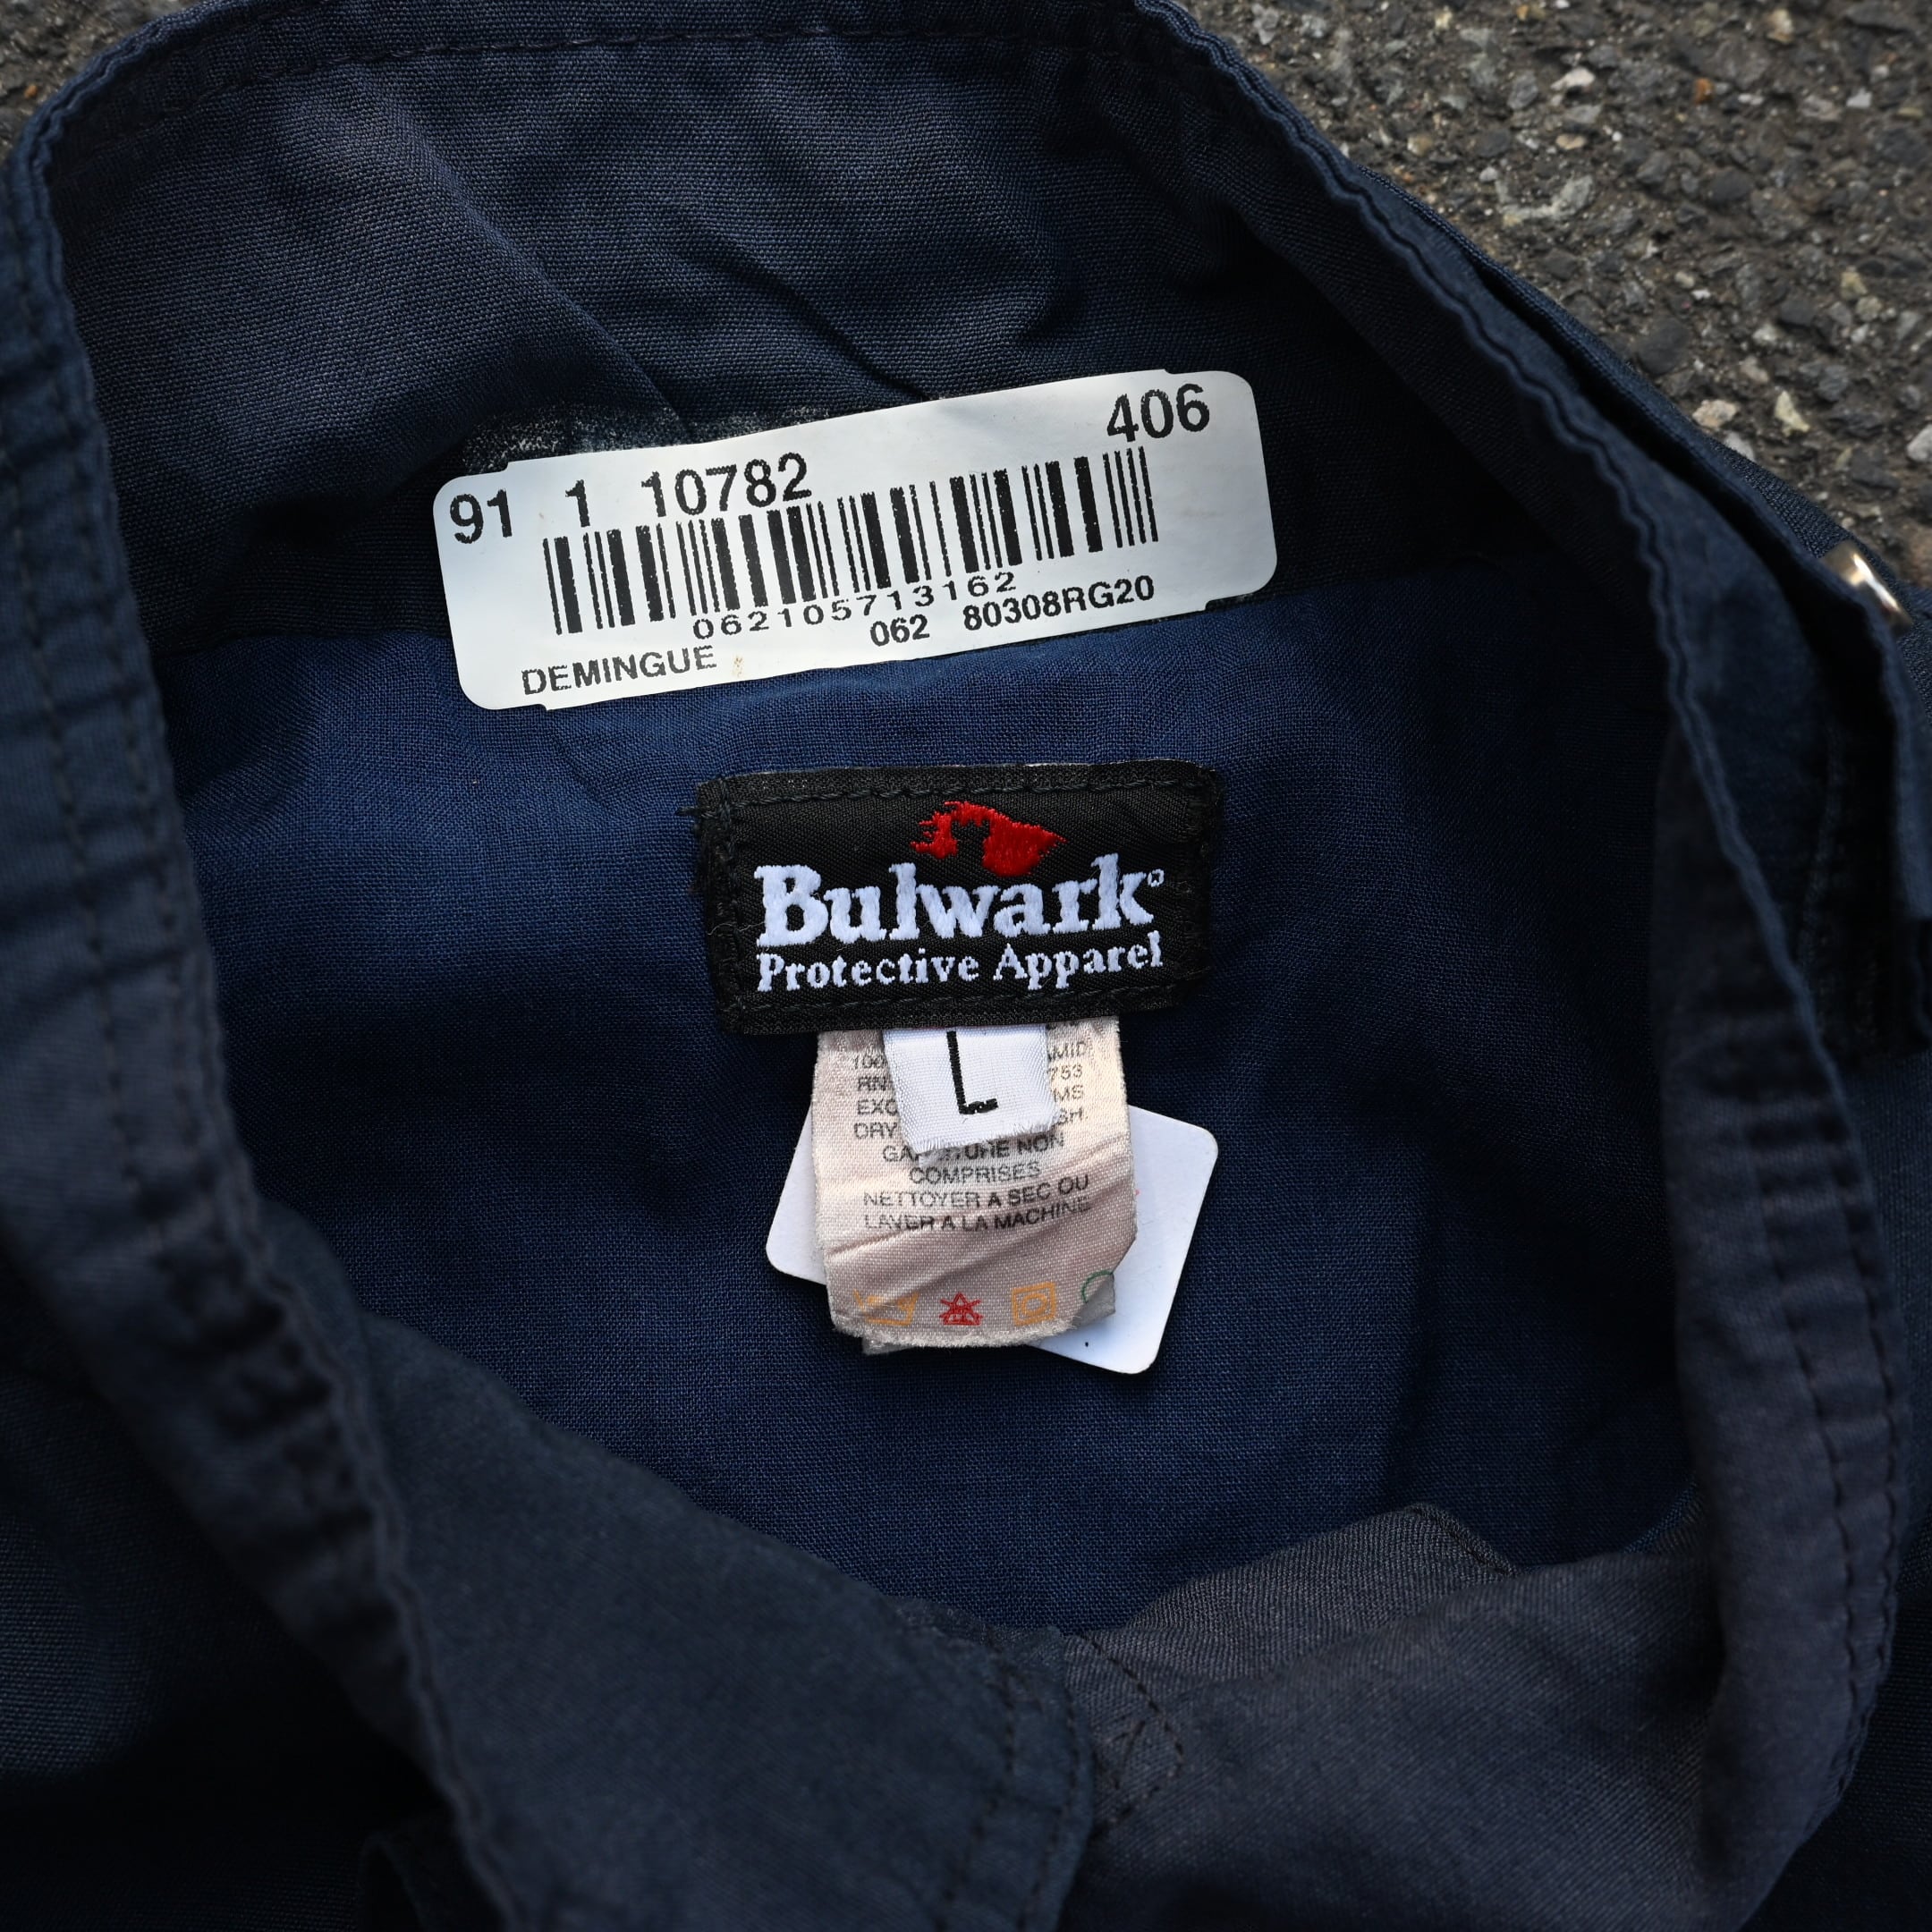 406
91 1 10782
062105713162
062 80308RG20
DEMINGUE
Bulwark®
Protective Apparel
L
COMPRISES
NETTOYER A SEC OU
LAVER A LA MACHINE